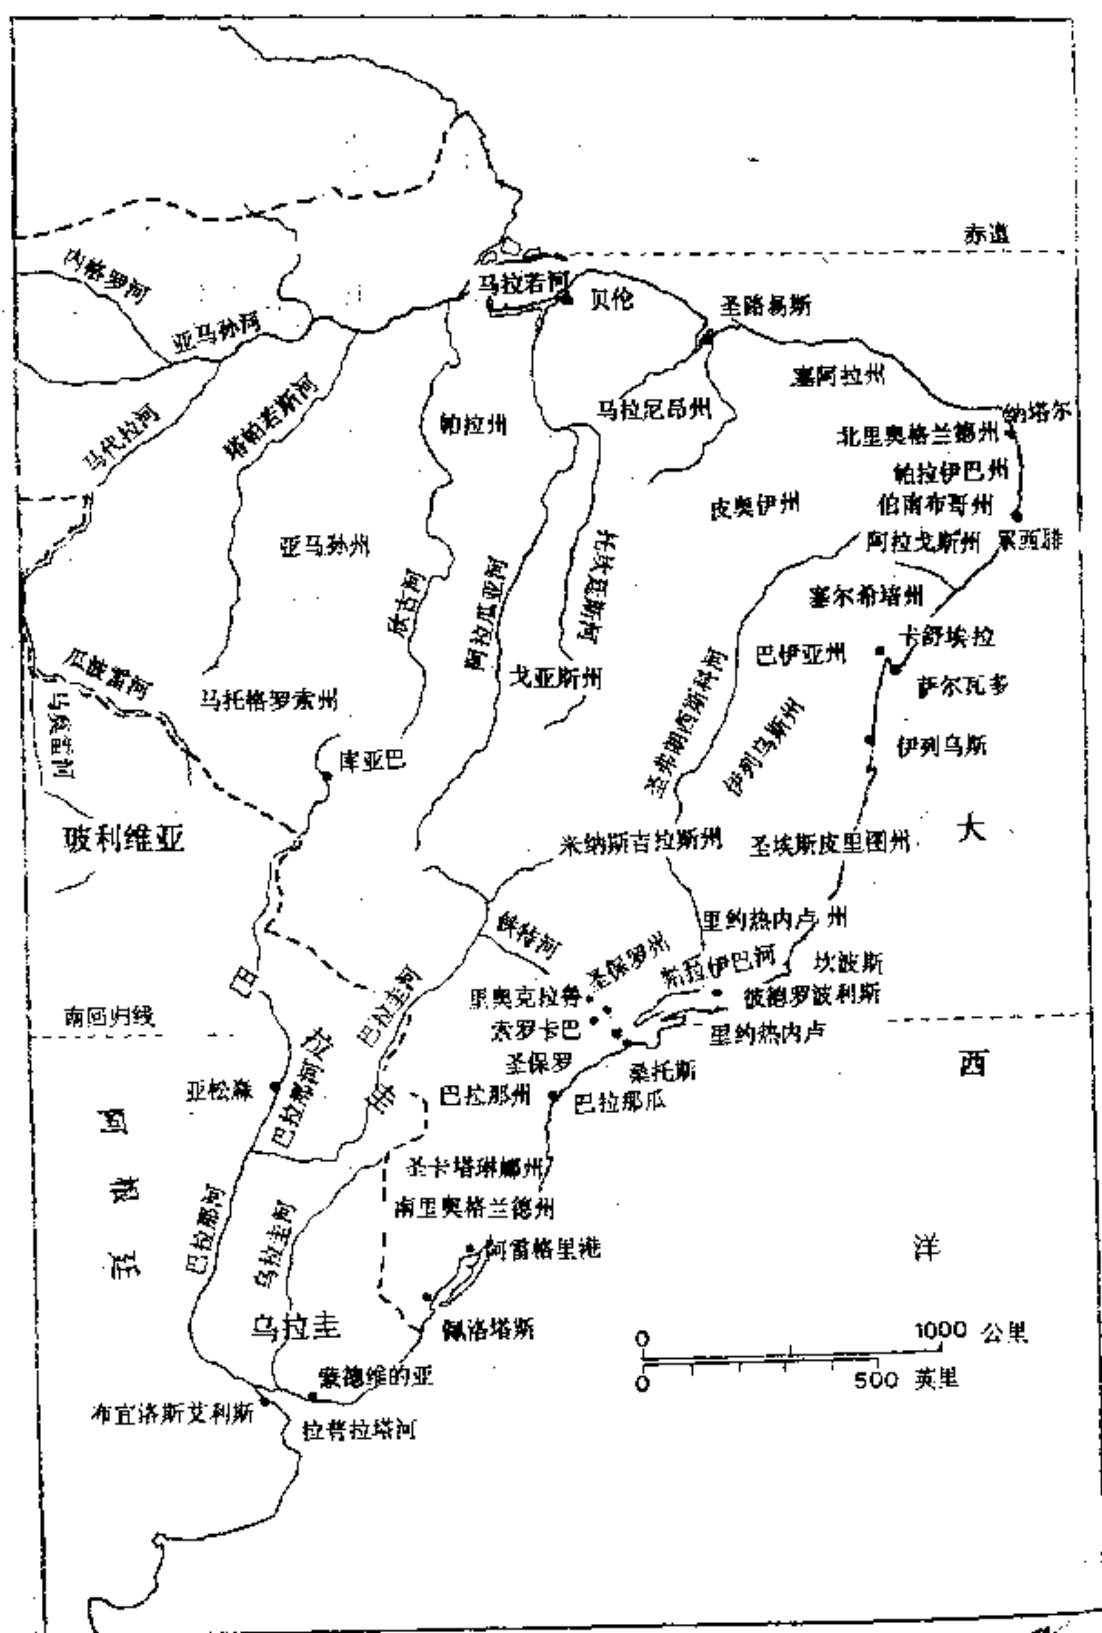 赤道
内格罗河
亚马孙河
马拉若河
贝伦
圣路易斯
塞阿拉州
马代拉河
塔帕若斯河
帕拉州
马拉尼昂州
纳塔尔
北里奥格兰德州
帕拉伊巴州
皮奥伊州
伯南布哥州
亚马孙州
阿拉戈斯州
累西腓
欣古河
阿拉瓜亚河
托坎廷斯河
塞尔希培州
卡舒埃拉
巴伊亚州
萨尔瓦多
瓜波雷河
马托格罗索州
戈亚斯州
圣弗朗西斯科河
伊列乌斯州
伊列乌斯
库亚巴
玻利维亚
米纳斯吉拉斯州
圣埃斯皮里图州
大
西
洋
里约热内卢 州
铁特河
圣保罗州
帕拉伊巴河
坎波斯
彼德罗波利斯
里奥克拉鲁
索罗卡巴
里约热内卢
圣保罗
桑托斯
南回归线
巴拉圭
巴拉圭河
亚松森
巴拉那河
巴拉那州
巴拉那瓜
阿根廷
圣卡塔琳娜州
南里奥格兰德州
巴拉那河
乌拉圭河
阿雷格里港
乌拉圭
佩洛塔斯
0 1000 公里
0 500 英里
蒙德维的亚
布宜诺斯艾利斯
拉普拉塔河